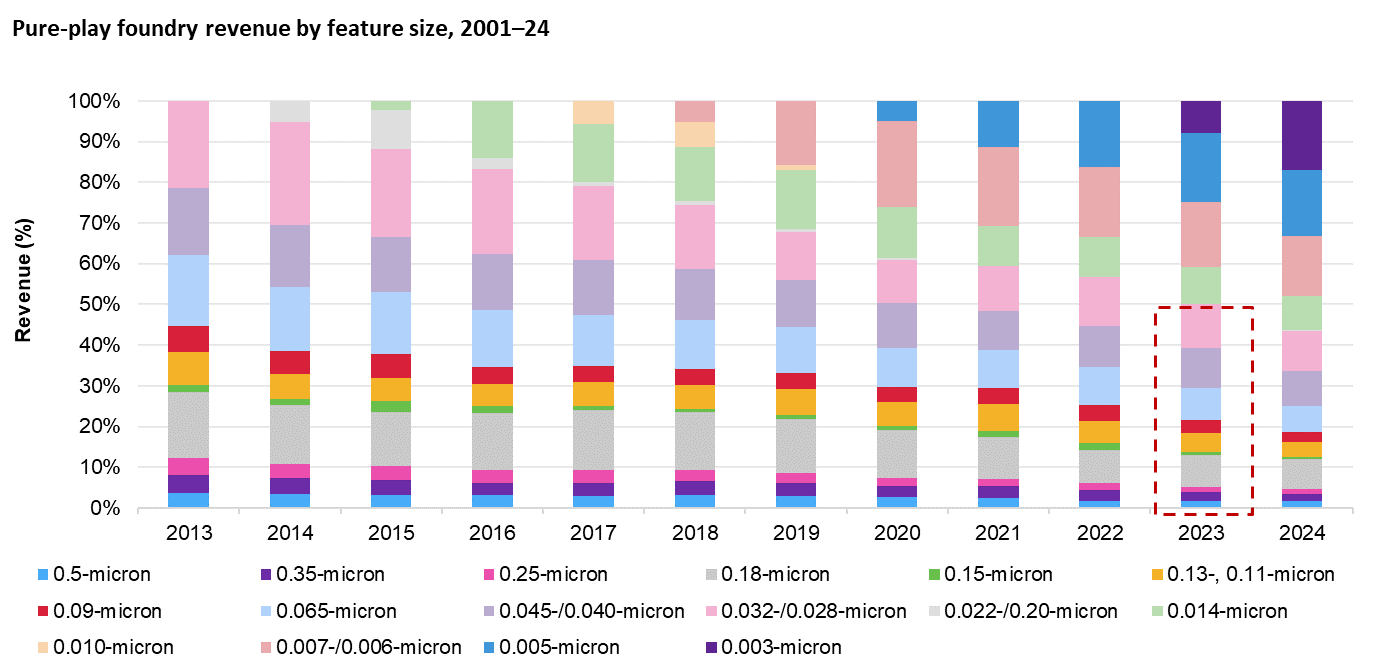 Pure-play foundry revenue by feature size, 2001–24
Revenue (%)
100%
90%
80%
70%
60%
50%
40%
30%
20%
10%
0%
2013 2014 2015 2016 2017 2018 2019 2020 2021 2022 2023 2024
0.5-micron 0.35-micron 0.25-micron 0.18-micron 0.15-micron 0.13-, 0.11-micron
0.09-micron 0.065-micron 0.045-/0.040-micron 0.032-/0.028-micron 0.022-/0.20-micron 0.014-micron
0.010-micron 0.007-/0.006-micron 0.005-micron 0.003-micron